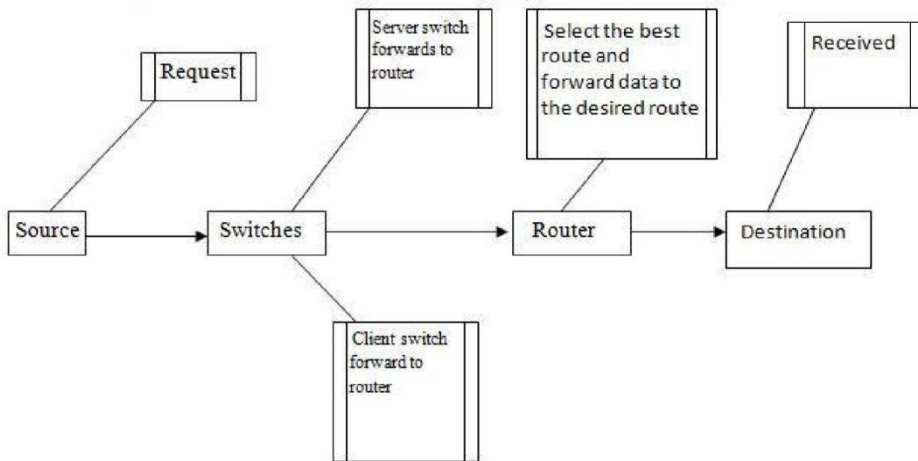 Request
Server switch
forwards to
router
Select the best
route and
forward data to
the desired route
Received
Source
Switches
Router
Destination
Client switch
forward to
router